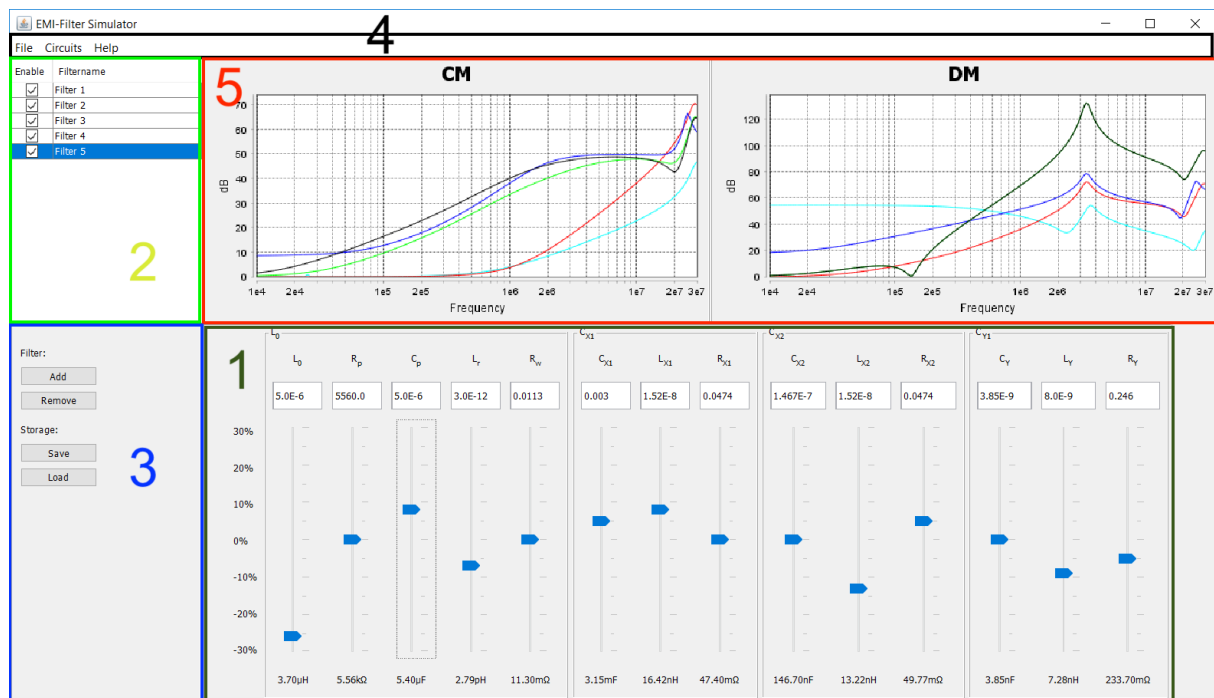 EMI-Filter Simulator
File Circuits Help
4
Enable Filtername
Filter 1
Filter 2
Filter 3
Filter 4
Filter 5
2
5
CM
70
60
50
40
30
20
10
0
dB
1e4 2e4 1e5 2e5 1e6 2e6 1e7 2e7 3e7
Frequency
DM
120
100
80
60
40
20
0
dB
1e4 2e4 1e5 2e5 1e6 2e6 1e7 2e7 3e7
Frequency
Filter:
Add
Remove
Storage:
Save
Load
3
1
L0 CX1 CX2 CY1
L0 Rp Cp Lr Rw CX1 LX1 RX1 CX2 LX2 RX2 CY LY RY
5.0E-6 5560.0 5.0E-6 3.0E-12 0.0113 0.003 1.52E-8 0.0474 1.467E-7 1.52E-8 0.0474 3.85E-9 8.0E-9 0.246
30%
20%
10%
0%
-10%
-20%
-30%
3.70µH 5.56kΩ 5.40µF 2.79pH 11.30mΩ 3.15mF 16.42nH 47.40mΩ 146.70nF 13.22nH 49.77mΩ 3.85nF 7.28nH 233.70mΩ